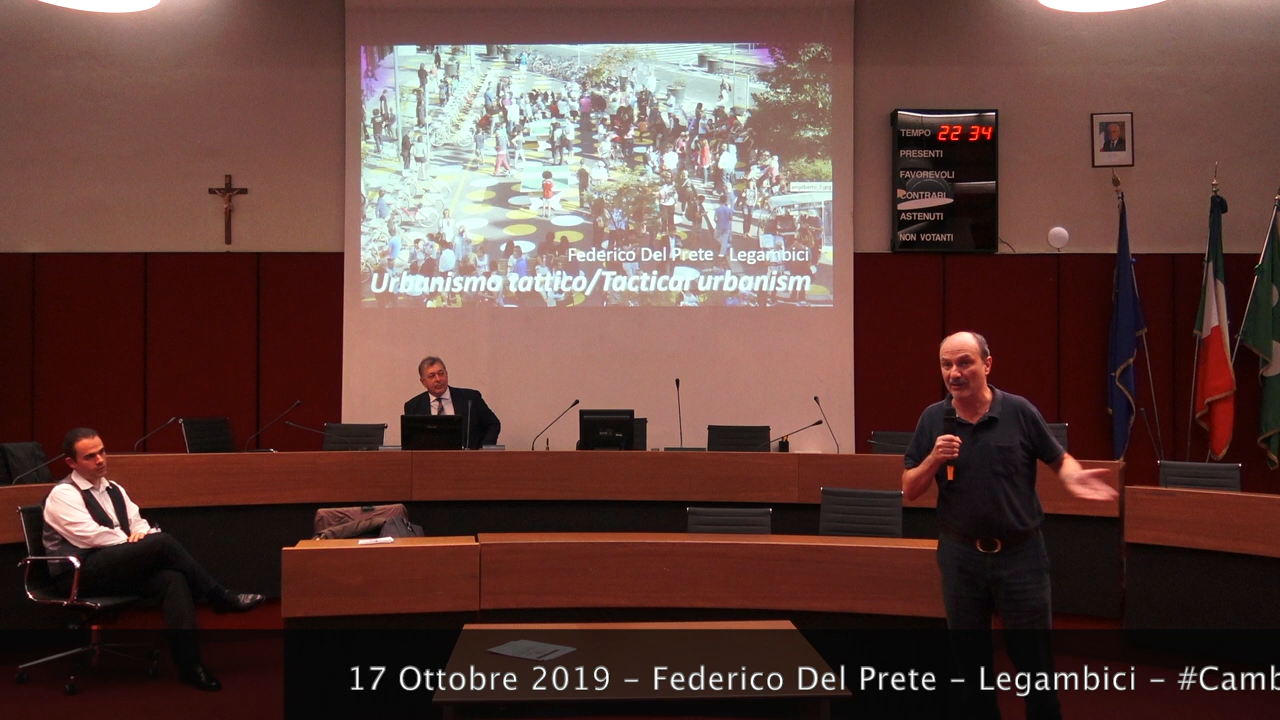 Federico Del Prete - Legambici
Urbanismo tattico/Tactical urbanism
TEMPO 22 34
PRESENTI
FAVOREVOLI
CONTRARI
ASTENUTI
NON VOTANTI
17 Ottobre 2019 – Federico Del Prete – Legambici – #Camb